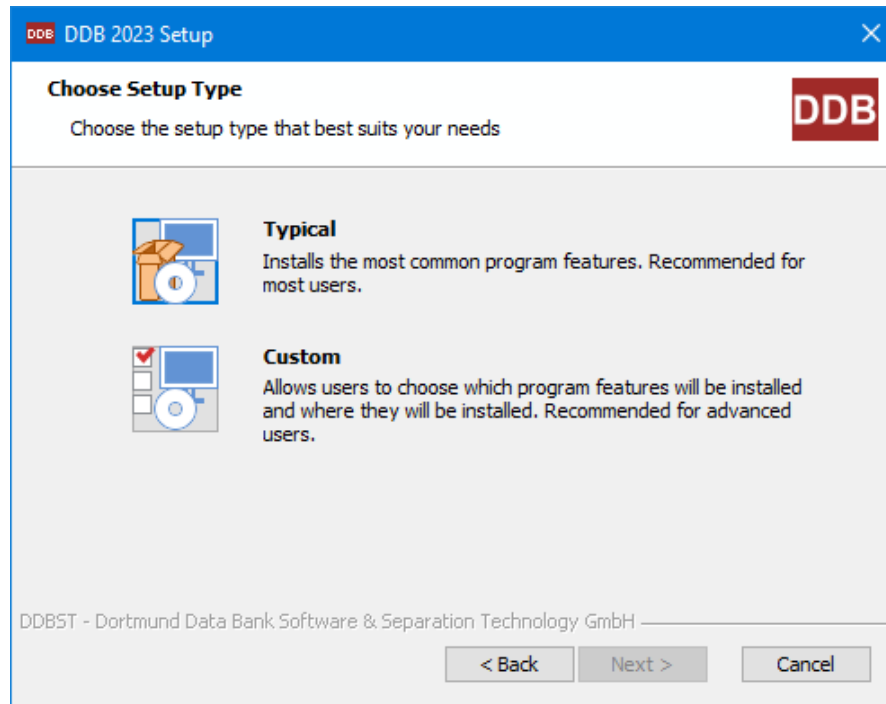 DDB DDB 2023 Setup
Choose Setup Type
Choose the setup type that best suits your needs
DDB
Typical
Installs the most common program features. Recommended for
most users.
Custom
Allows users to choose which program features will be installed
and where they will be installed. Recommended for advanced
users.
DDBST - Dortmund Data Bank Software & Separation Technology GmbH
< Back Next > Cancel